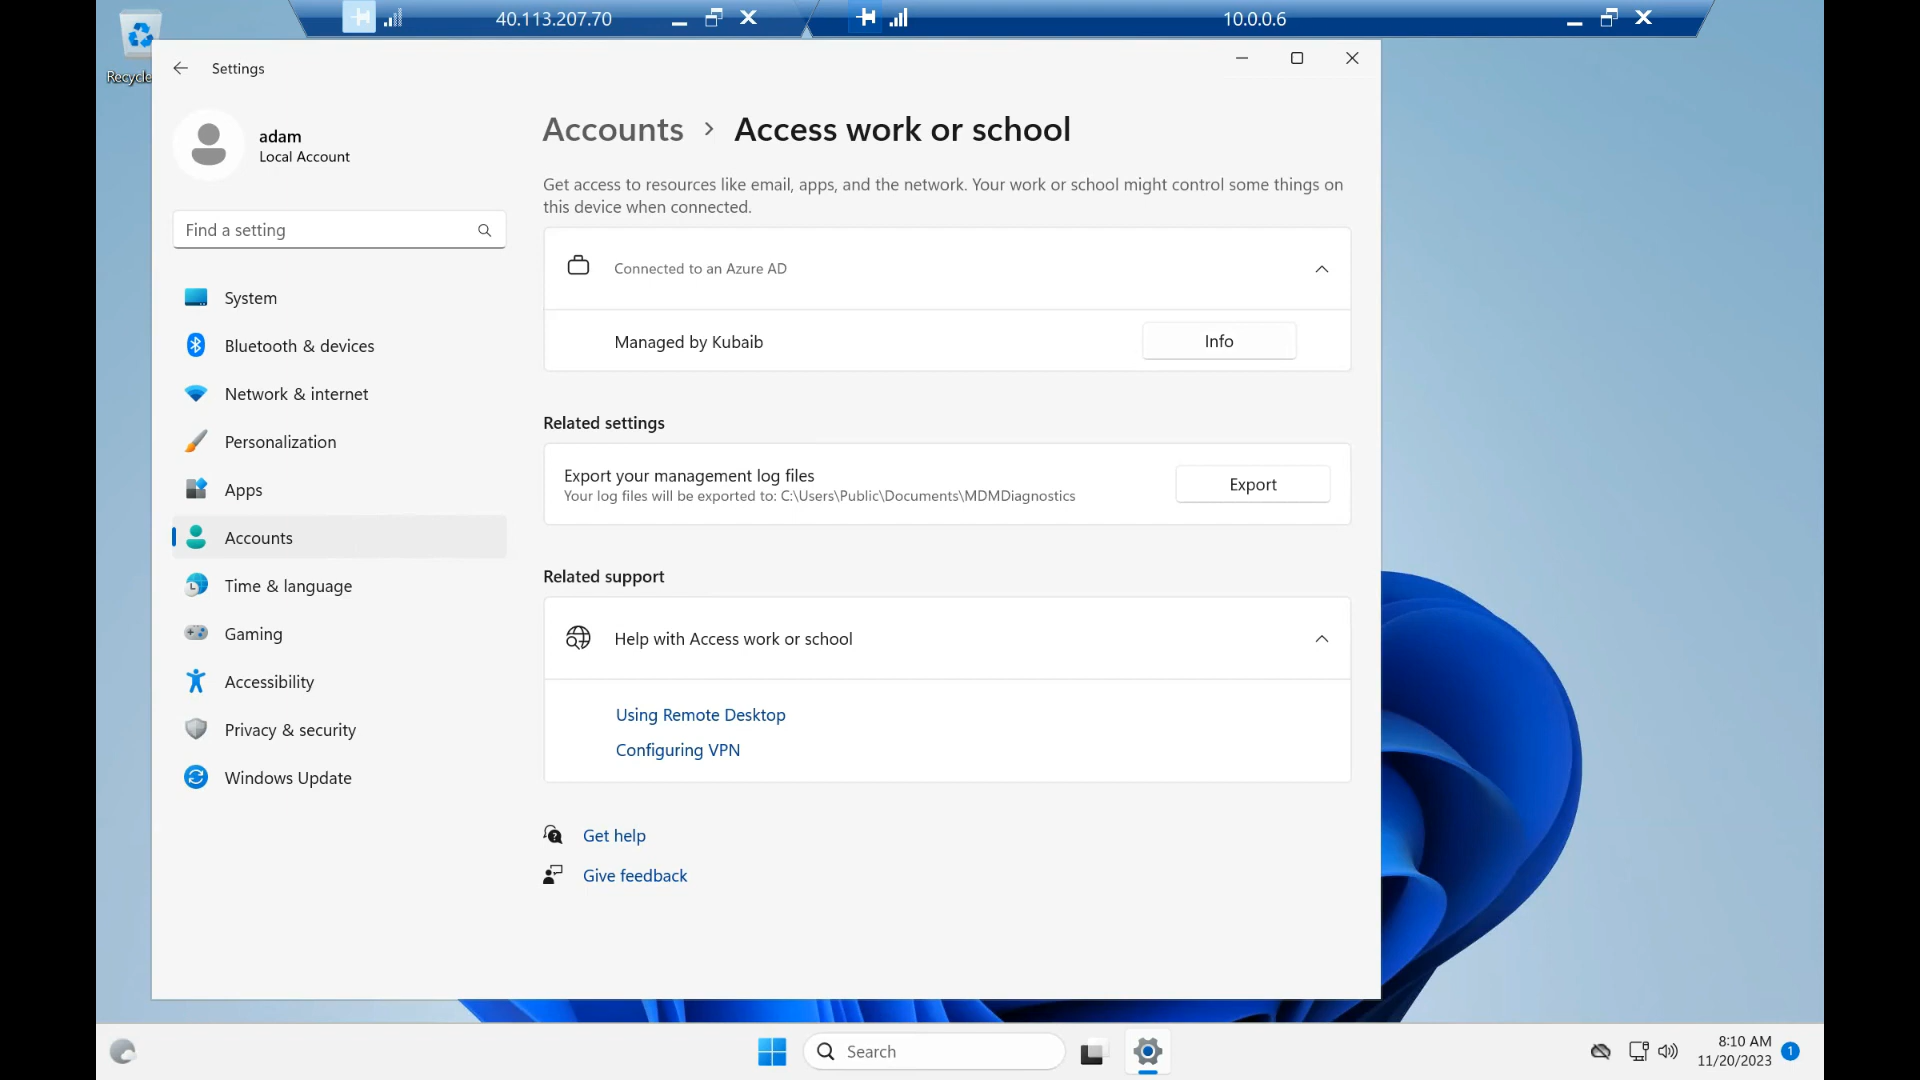 40.113.207.70
10.0.0.6
Recycle
Settings
adam
Local Account
Find a setting
System
Bluetooth & devices
Network & internet
Personalization
Apps
Accounts
Time & language
Gaming
Accessibility
Privacy & security
Windows Update
Accounts > Access work or school
Get access to resources like email, apps, and the network. Your work or school might control some things on
this device when connected.
Connected to an Azure AD
Managed by Kubaib
Info
Related settings
Export your management log files
Your log files will be exported to: C:\Users\Public\Documents\MDMDiagnostics
Export
Related support
Help with Access work or school
Using Remote Desktop
Configuring VPN
Get help
Give feedback
Search
8:10 AM
11/20/2023
1